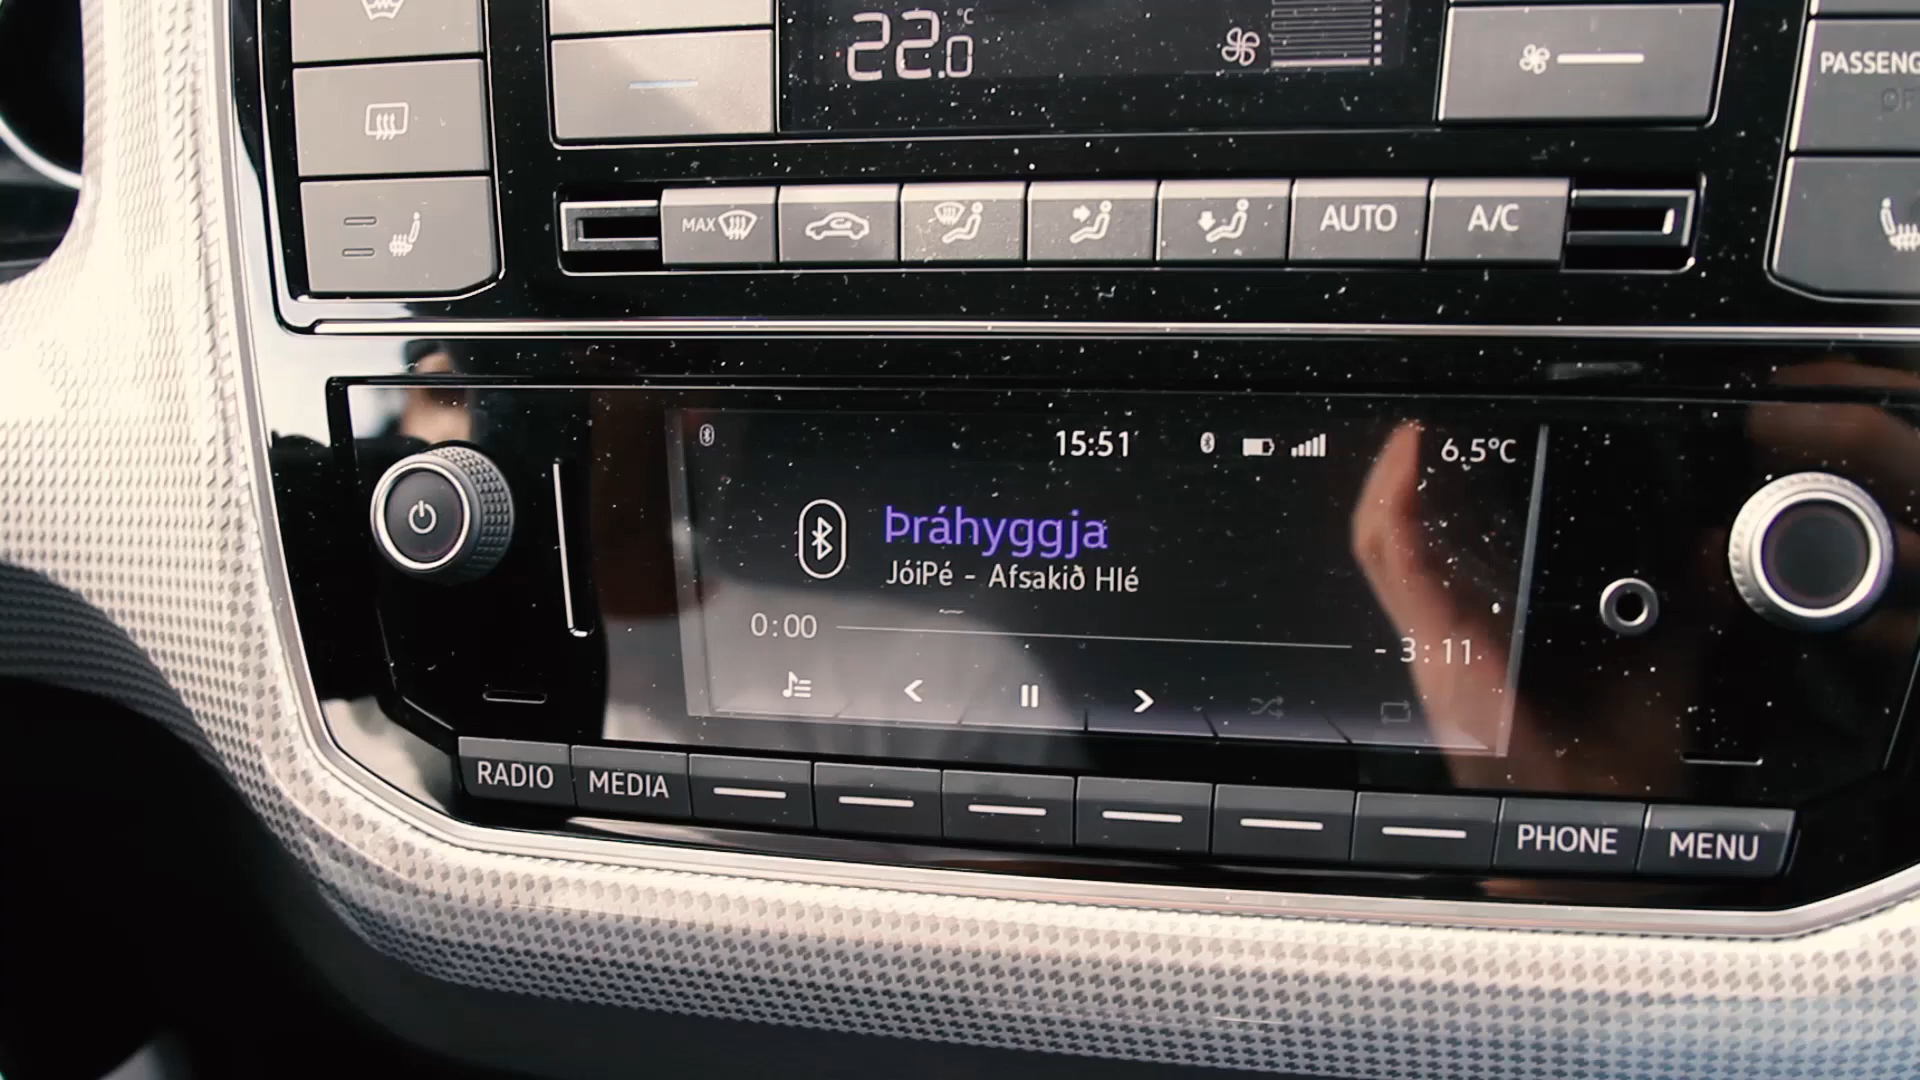 22.0 °C
PASSENG
MAX
AUTO
A/C
15:51
6.5°C
Þráhyggja
JóiPé - Afsakið Hlé
0:00
- 3:11
RADIO
MEDIA
PHONE
MENU